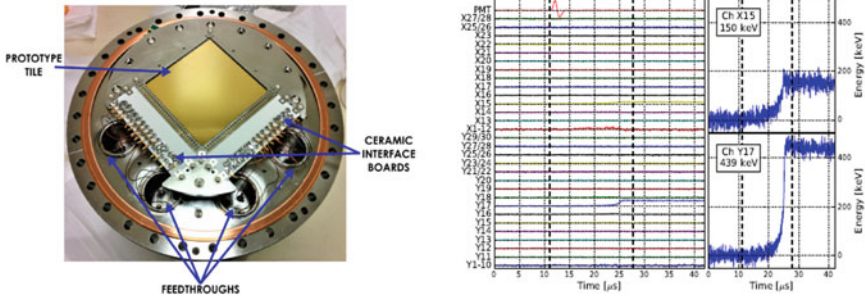 PROTOTYPE
TILE
CERAMIC
INTERFACE
BOARDS
FEEDTHROUGHS
PMT
X27/28
X25/26
X23
X22
X21
X20
X19
X18
X17
X16
X15
X14
X13
X1-12
Y29/30
Y27/28
Y25/26
Y23/24
Y21/22
Y20
Y19
Y18
Y17
Y16
Y15
Y14
Y13
Y12
Y11
Y1-10
0 5 10 15 20 25 30 35 40
Time [μs]
Ch X15
150 keV
400
200
0
Energy [keV]
Ch Y17
439 keV
400
200
0
Energy [keV]
0 10 20 30 40
Time [μs]